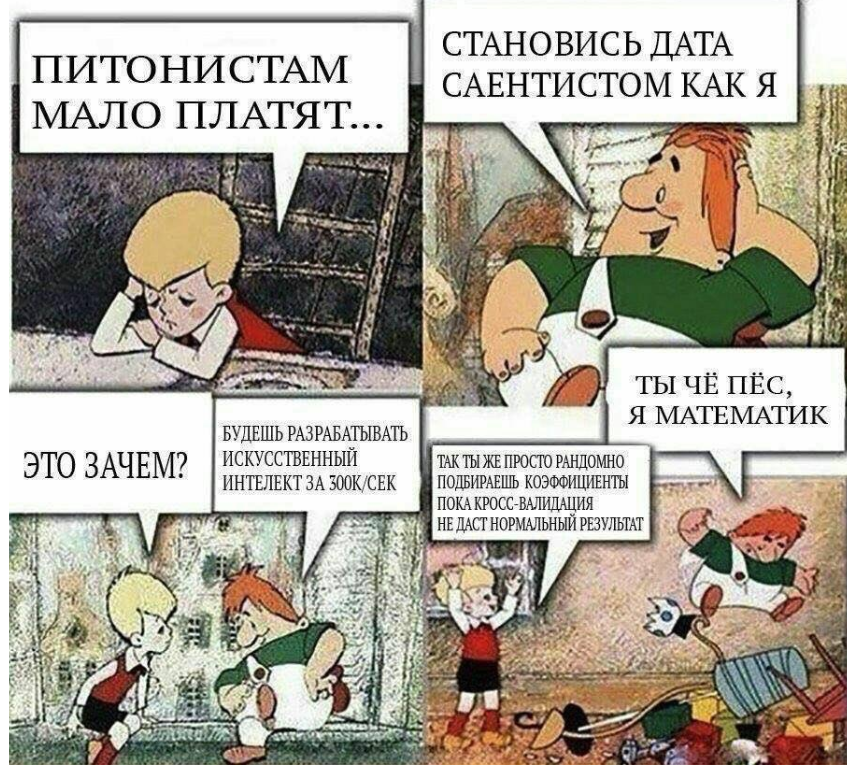 ПИТОНИСТАМ
МАЛО ПЛАТЯТ...
СТАНОВИСЬ ДАТА
САЕНТИСТОМ КАК Я
ЭТО ЗАЧЕМ?
БУДЕШЬ РАЗРАБАТЫВАТЬ
ИСКУССТВЕННЫЙ
ИНТЕЛЕКТ ЗА 300К/СЕК
ТАК ТЫ ЖЕ ПРОСТО РАНДОМНО
ПОДБИРАЕШЬ КОЭФФИЦИЕНТЫ
ПОКА КРОСС-ВАЛИДАЦИЯ
НЕ ДАСТ НОРМАЛЬНЫЙ РЕЗУЛЬТАТ
ТЫ ЧЁ ПЁС,
Я МАТЕМАТИК